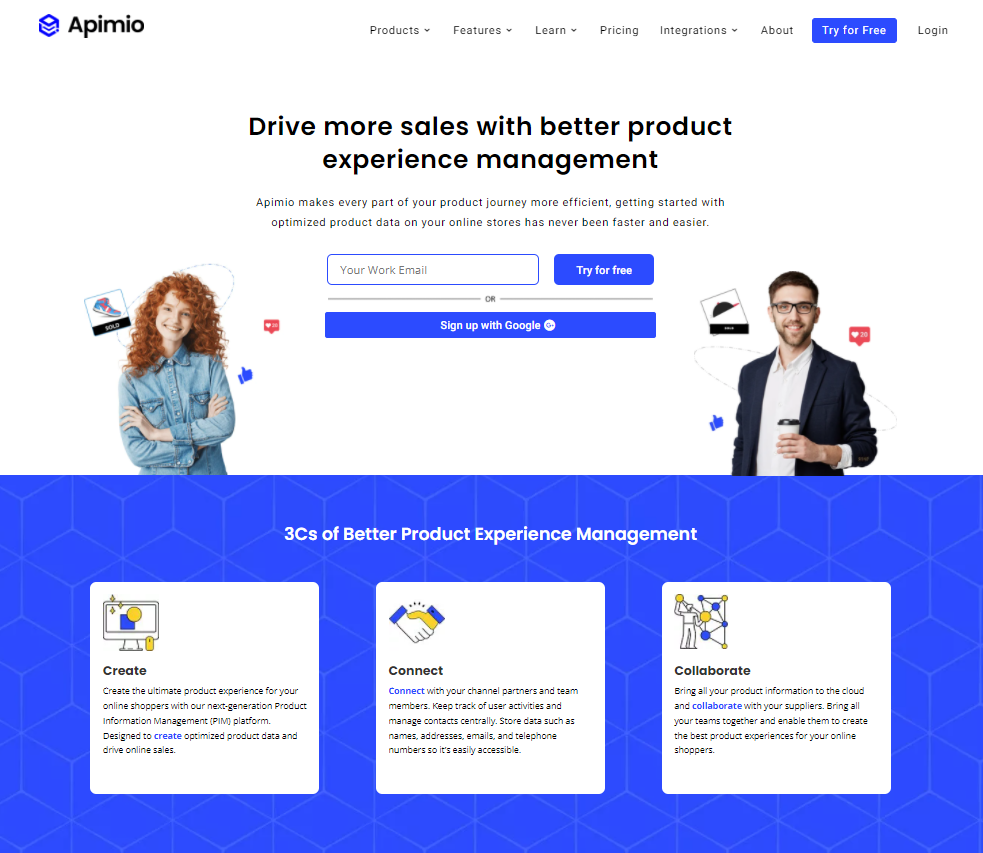 Apimio
Products
Features
Learn
Pricing
Integrations
About
Try for Free
Login
Drive more sales with better product
experience management
Apimio makes every part of your product journey more efficient, getting started with
optimized product data on your online stores has never been faster and easier.
Your Work Email
Try for free
OR
Sign up with Google G+
SOLD
20
SOLD
20
3Cs of Better Product Experience Management
Create
Create the ultimate product experience for your
online shoppers with our next-generation Product
Information Management (PIM) platform.
Designed to create optimized product data and
drive online sales.
Connect
Connect with your channel partners and team
members. Keep track of user activities and
manage contacts centrally. Store data such as
names, addresses, emails, and telephone
numbers so it's easily accessible.
Collaborate
Bring all your product information to the cloud
and collaborate with your suppliers. Bring all
your teams together and enable them to create
the best product experiences for your online
shoppers.